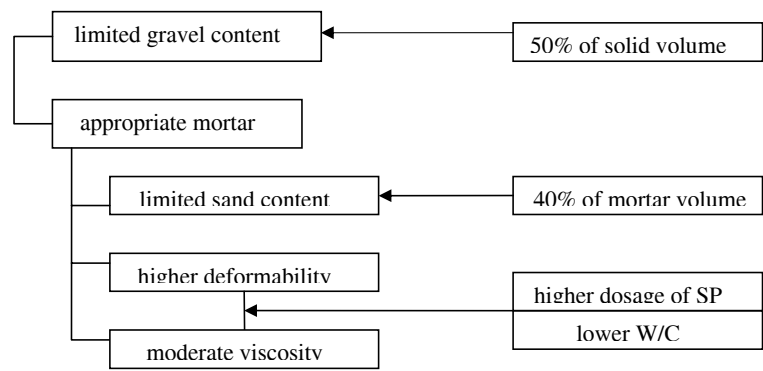 limited gravel content
50% of solid volume
appropriate mortar
limited sand content
40% of mortar volume
higher deformability
higher dosage of SP
lower W/C
moderate viscosity